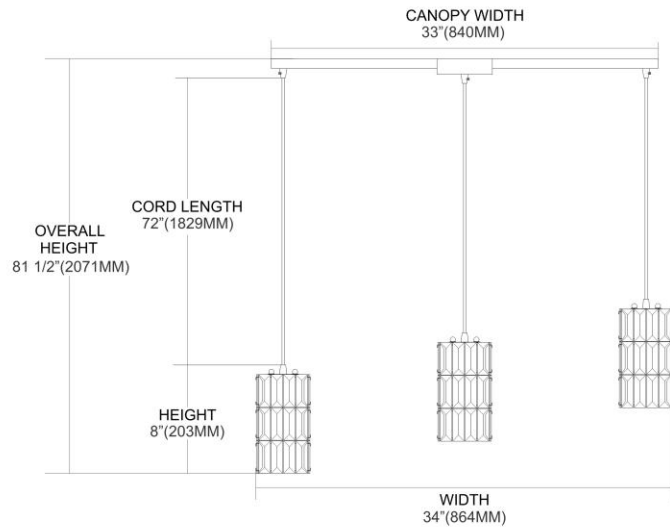 CANOPY WIDTH
33"(840MM)
CORD LENGTH
72"(1829MM)
OVERALL
HEIGHT
81 1/2"(2071MM)
HEIGHT
8"(203MM)
WIDTH
34"(864MM)